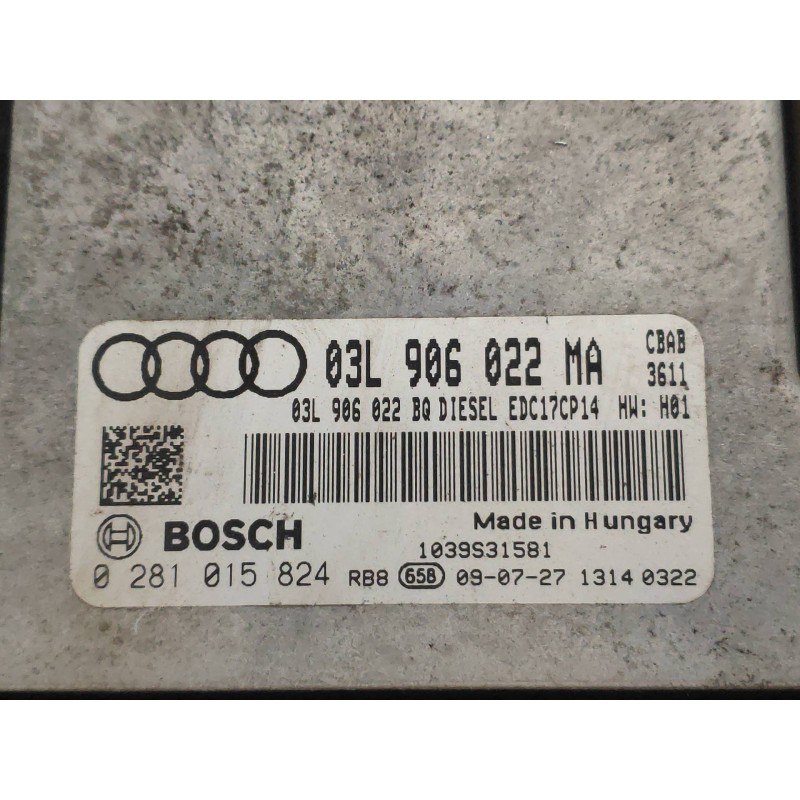 03L 906 022 MA CBAB
3611
03L 906 022 BQ DIESEL EDC17CP14 HW: H01
BOSCH Made in Hungary
1039S31581
0 281 015 824 RB8 658 09-07-27 1314 0322